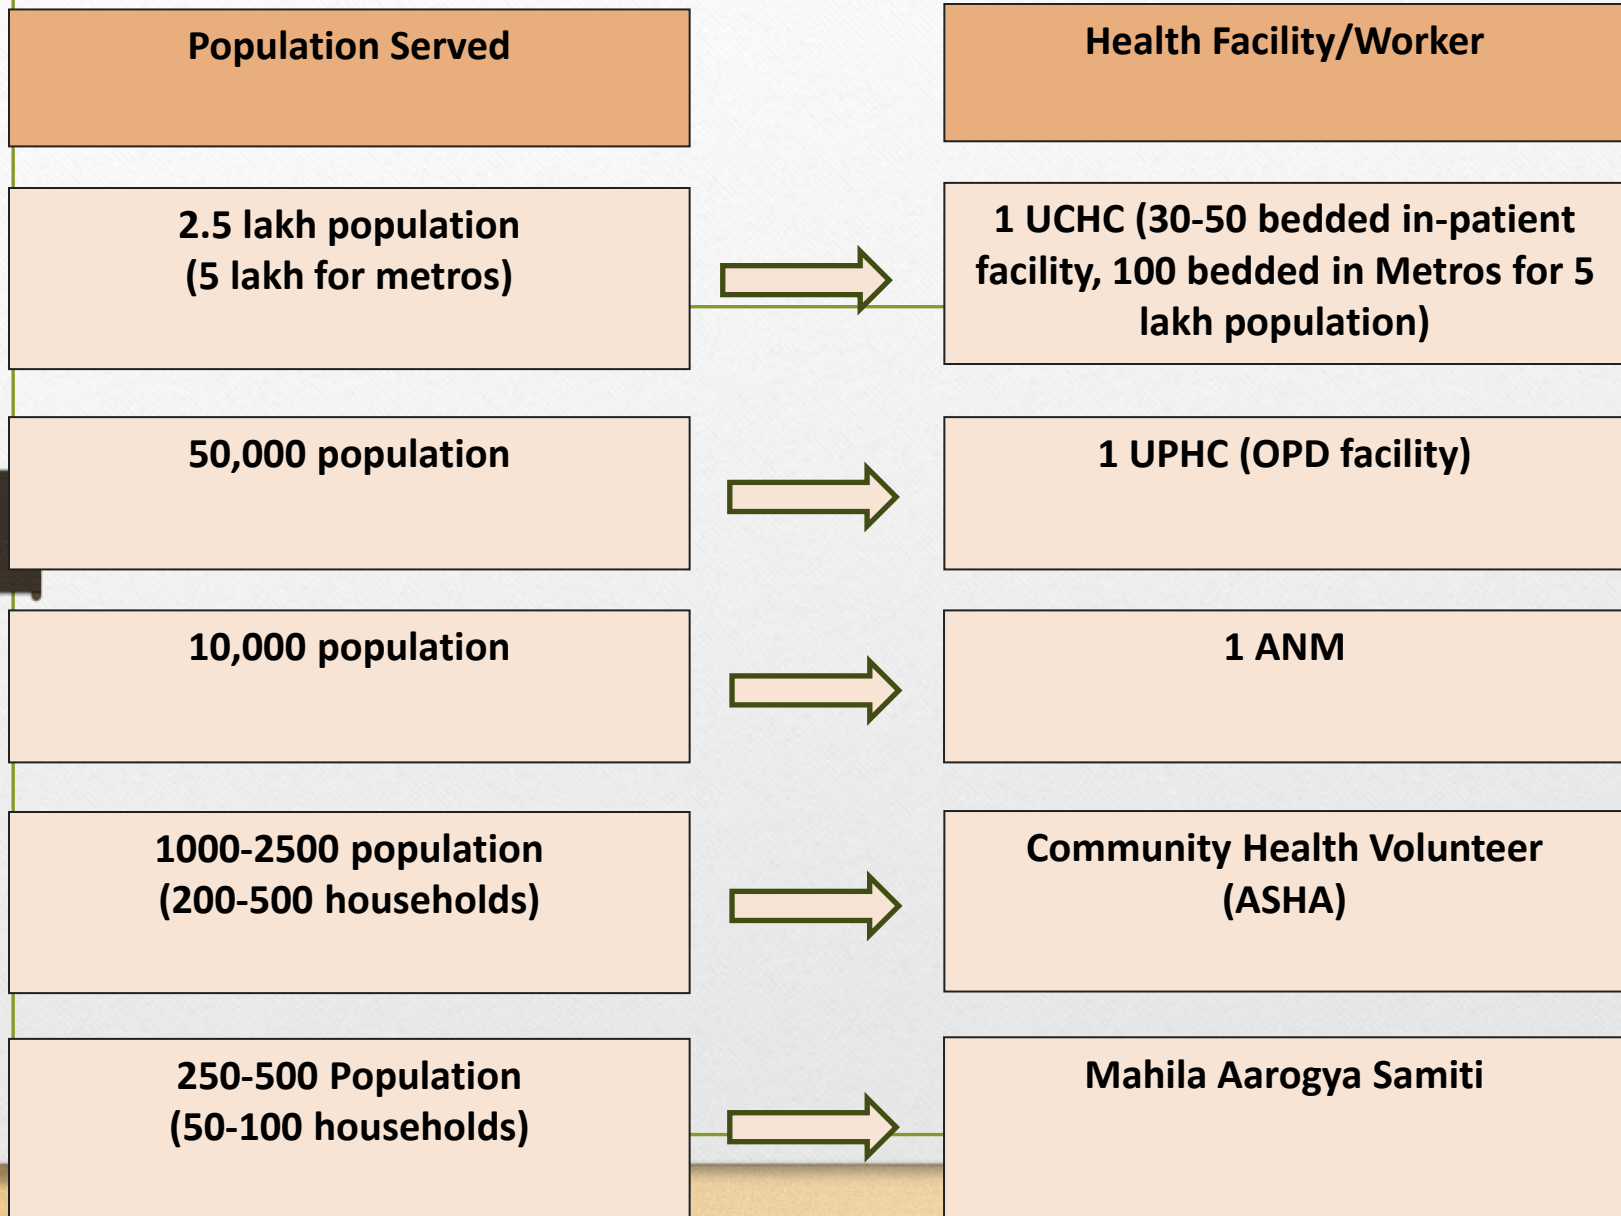 Population Served
Health Facility/Worker
2.5 lakh population
(5 lakh for metros)
1 UCHC (30-50 bedded in-patient
facility, 100 bedded in Metros for 5
lakh population)
50,000 population
1 UPHC (OPD facility)
10,000 population
1 ANM
1000-2500 population
(200-500 households)
Community Health Volunteer
(ASHA)
250-500 Population
(50-100 households)
Mahila Aarogya Samiti